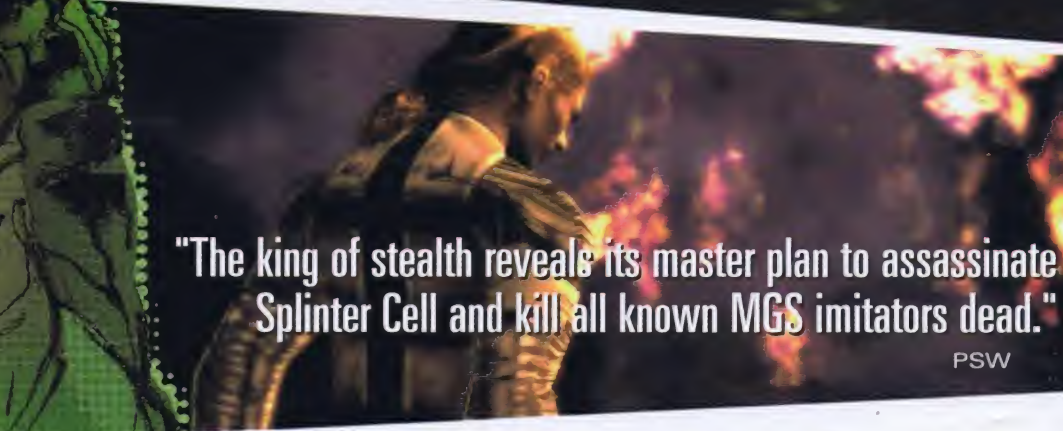 "The king of stealth reveals its master plan to assassinate
Splinter Cell and kill all known MGS imitators dead."
PSW